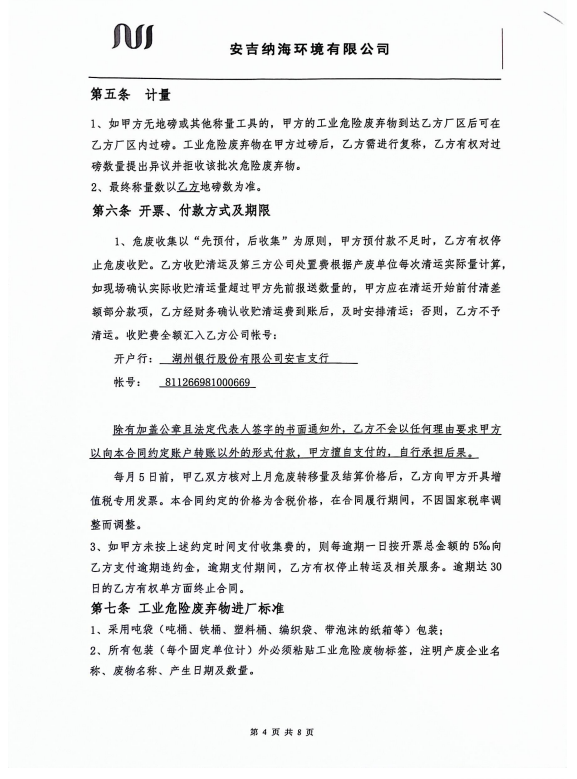 安吉纳海环境有限公司
第五条 计量
1、如甲方无地磅或其他称量工具的，甲方的工业危险废弃物到达乙方厂区后可在
乙方厂区内过磅。工业危险废弃物在甲方过磅后，乙方需进行复称，乙方有权对过
磅数量提出异议并拒收该批次危险废弃物。
2、最终称量数以乙方地磅数为准。
第六条 开票、付款方式及期限
1、危废收集以“先预付，后收集”为原则，甲方预付款不足时，乙方有权停
止危废收贮。乙方收贮清运及第三方公司处置费根据产废单位每次清运实际量计算，
如现场确认实际收贮清运量超过甲方先前报送数量的，甲方应在清运开始前付清差
额部分款项，乙方经财务确认收贮清运费到账后，及时安排清运；否则，乙方不予
清运。收贮费全额汇入乙方公司帐号：
开户行： 湖州银行股份有限公司安吉支行
帐号： 811266981000669
除有加盖公章且法定代表人签字的书面通知外，乙方不会以任何理由要求甲方
以向本合同约定账户转账以外的形式付款，甲方擅自支付的，自行承担后果。
每月 5 日前，甲乙双方核对上月危废转移量及结算价格后，乙方向甲方开具增
值税专用发票。本合同约定的价格为含税价格，在合同履行期间，不因国家税率调
整而调整。
3、如甲方未按上述约定时间支付收集费的，则每逾期一日按开票总金额的 5‰向
乙方支付逾期违约金，逾期支付期间，乙方有权停止转运及相关服务。逾期达 30
日的乙方有权单方面终止合同。
第七条 工业危险废弃物进厂标准
1、采用吨袋（吨桶、铁桶、塑料桶、编织袋、带泡沫的纸箱等）包装；
2、所有包装（每个固定单位计）外必须粘贴工业危险废物标签，注明产废企业名
称、废物名称、产生日期及数量。
第 4 页 共 8 页